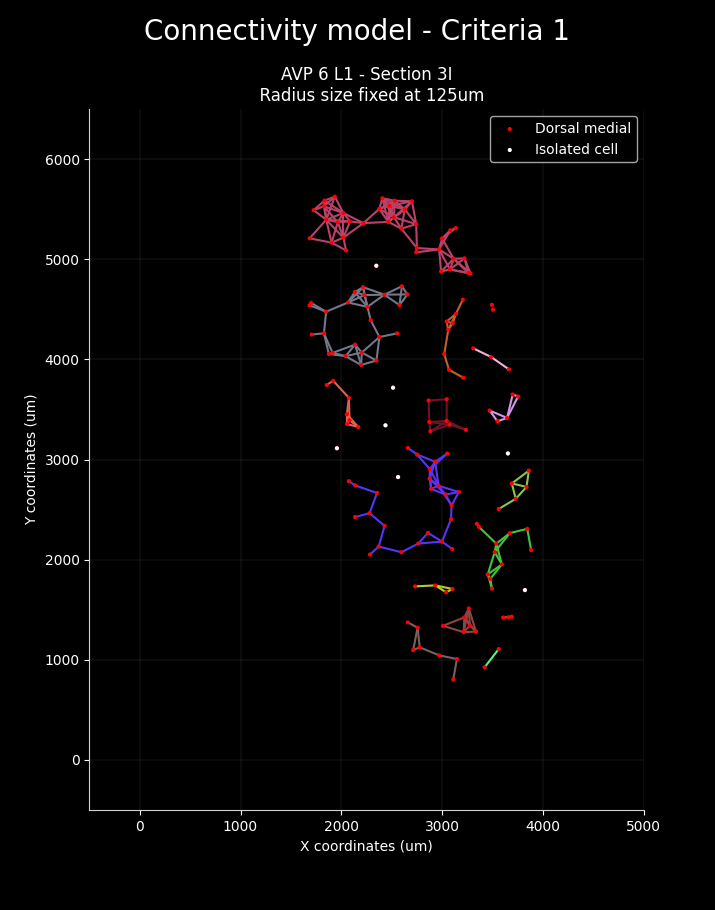 Connectivity model - Criteria 1
AVP 6 L1 - Section 3I
Radius size fixed at 125um
Dorsal medial
Isolated cell
6000
5000
4000
3000
2000
1000
0
Y coordinates (um)
0 1000 2000 3000 4000 5000
X coordinates (um)